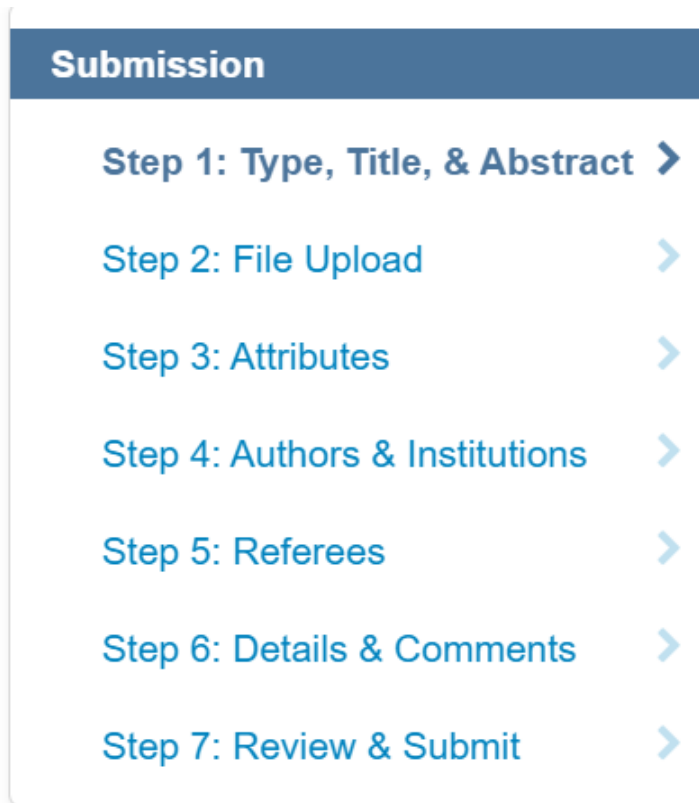 Submission
Step 1: Type, Title, & Abstract
Step 2: File Upload
Step 3: Attributes
Step 4: Authors & Institutions
Step 5: Referees
Step 6: Details & Comments
Step 7: Review & Submit